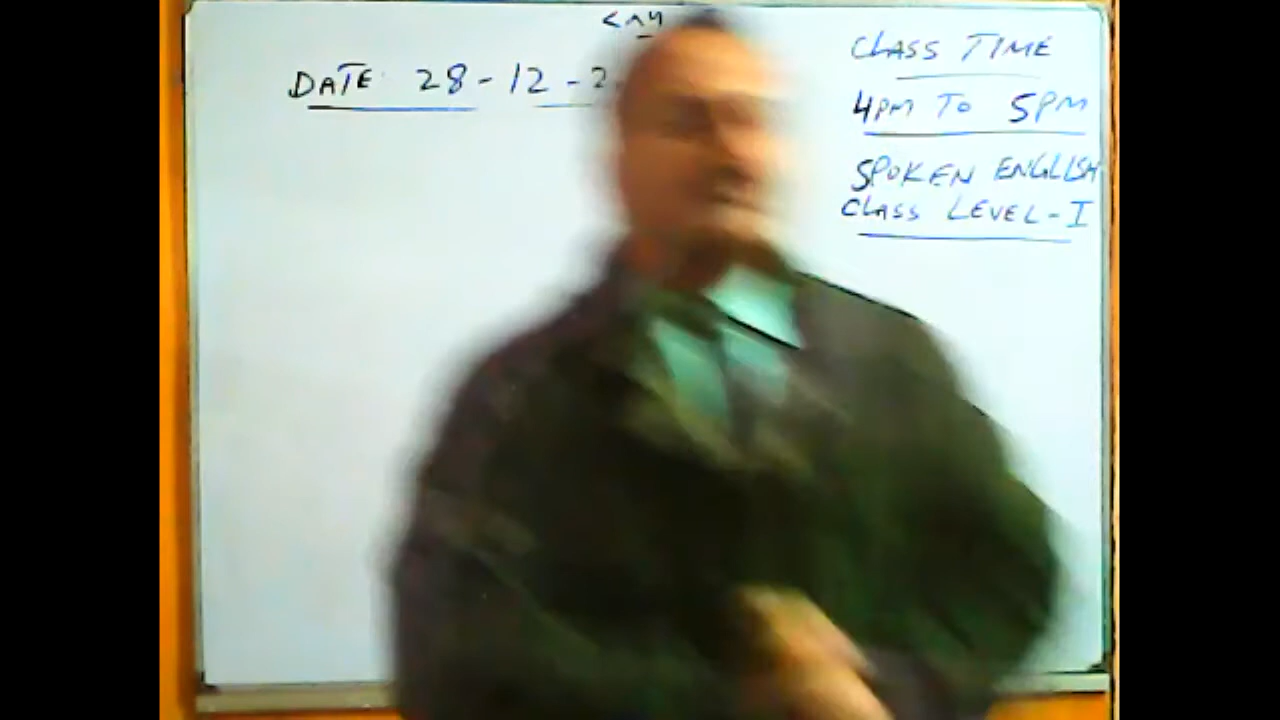 DATE 28-12-2
CLASS TIME
4PM TO 5PM
SPOKEN ENGLISH
CLASS LEVEL-I